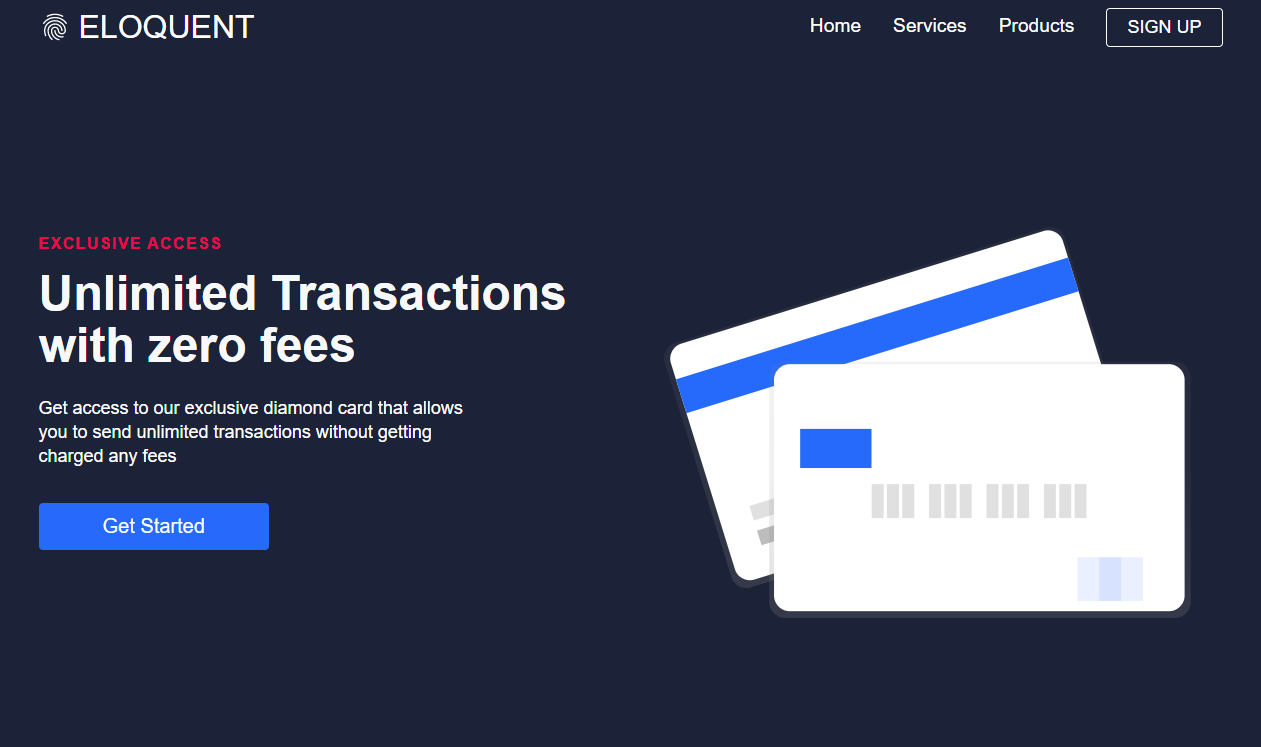 ELOQUENT
Home
Services
Products
SIGN UP
EXCLUSIVE ACCESS
Unlimited Transactions
with zero fees
Get access to our exclusive diamond card that allows
you to send unlimited transactions without getting
charged any fees
Get Started